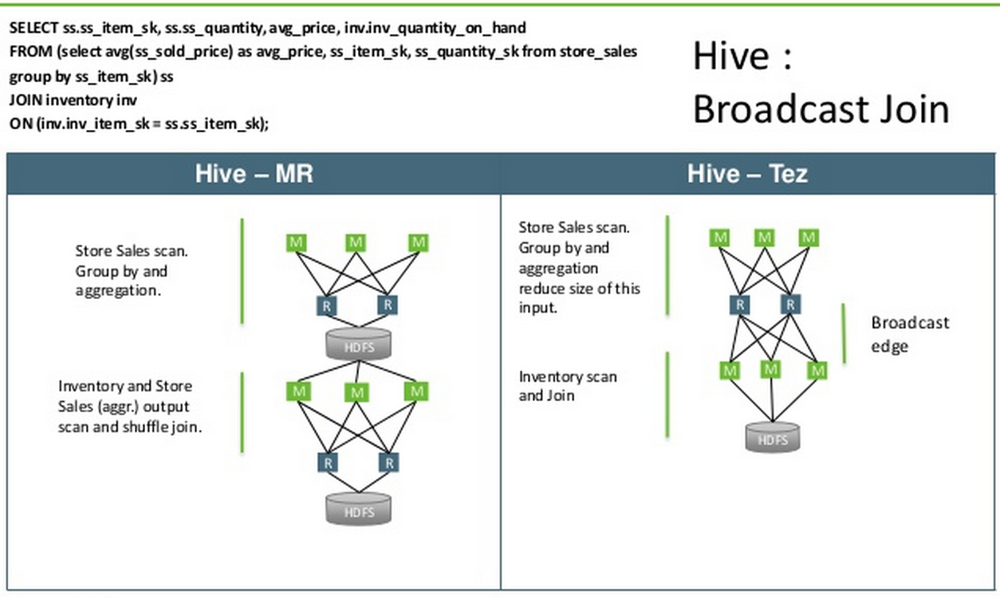 SELECT ss.ss_item_sk, ss.ss_quantity, avg_price, inv.inv_quantity_on_hand
FROM (select avg(ss_sold_price) as avg_price, ss_item_sk, ss_quantity_sk from store_sales
group by ss_item_sk) ss
JOIN inventory inv
ON (inv.inv_item_sk = ss.ss_item_sk);
Hive :
Broadcast Join
Hive – MR
Store Sales scan.
Group by and
aggregation.
M M M
R R
HDFS
Inventory and Store
Sales (aggr.) output
scan and shuffle join.
M M M
R R
HDFS
Hive – Tez
Store Sales scan.
Group by and
aggregation
reduce size of this
input.
M M M
R R
Broadcast
edge
Inventory scan
and Join
M M M
HDFS